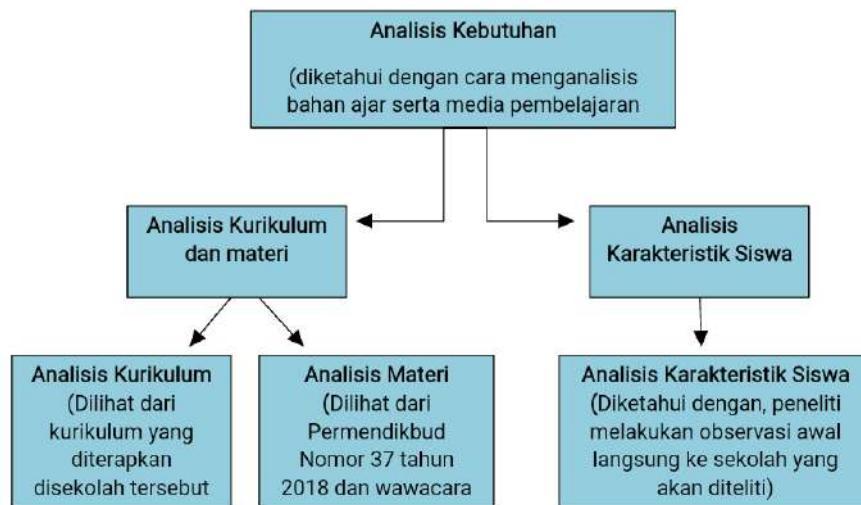 Analisis Kebutuhan
(diketahui dengan cara menganalisis
bahan ajar serta media pembelajaran
Analisis Kurikulum
dan materi
Analisis
Karakteristik Siswa
Analisis Kurikulum
(Dilihat dari
kurikulum yang
diterapkan
disekolah tersebut
Analisis Materi
(Dilihat dari
Permendikbud
Nomor 37 tahun
2018 dan wawacara
Analisis Karakteristik Siswa
(Diketahui dengan, peneliti
melakukan observasi awal
langsung ke sekolah yang
akan diteliti)